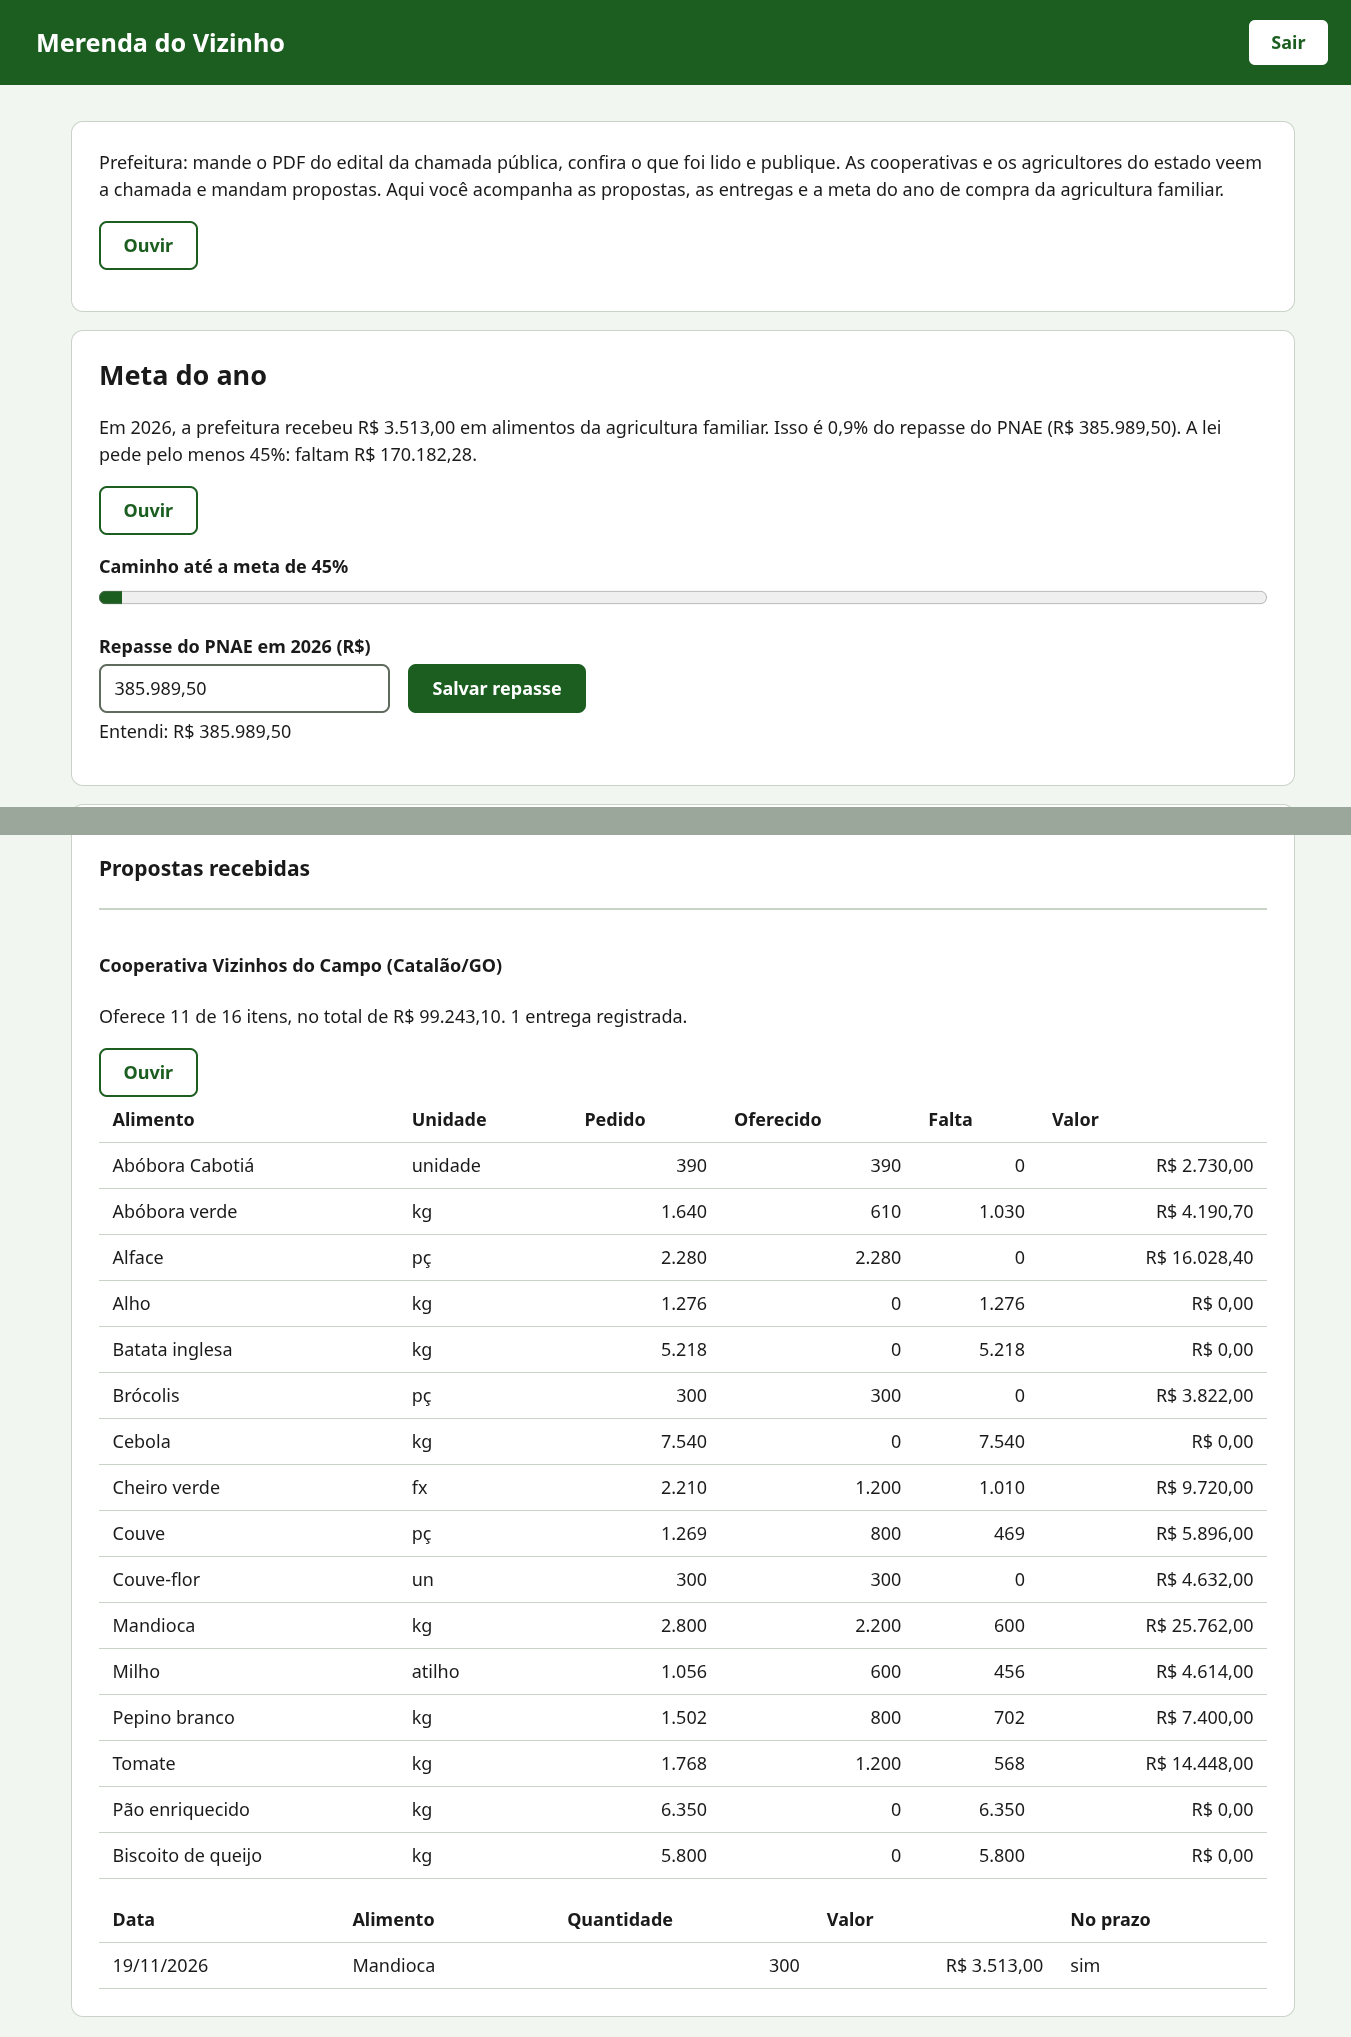 Merenda do Vizinho
Sair
Prefeitura: mande o PDF do edital da chamada pública, confira o que foi lido e publique. As cooperativas e os agricultores do estado veem
a chamada e mandam propostas. Aqui você acompanha as propostas, as entregas e a meta do ano de compra da agricultura familiar.
Ouvir
Meta do ano
Em 2026, a prefeitura recebeu R$ 3.513,00 em alimentos da agricultura familiar. Isso é 0,9% do repasse do PNAE (R$ 385.989,50). A lei
pede pelo menos 45%: faltam R$ 170.182,28.
Ouvir
Caminho até a meta de 45%
Repasse do PNAE em 2026 (R$)
385.989,50 Salvar repasse
Entendi: R$ 385.989,50
Propostas recebidas
Cooperativa Vizinhos do Campo (Catalão/GO)
Oferece 11 de 16 itens, no total de R$ 99.243,10. 1 entrega registrada.
Ouvir
Alimento Unidade Pedido Oferecido Falta Valor
Abóbora Cabotiá unidade 390 390 0 R$ 2.730,00
Abóbora verde kg 1.640 610 1.030 R$ 4.190,70
Alface pç 2.280 2.280 0 R$ 16.028,40
Alho kg 1.276 0 1.276 R$ 0,00
Batata inglesa kg 5.218 0 5.218 R$ 0,00
Brócolis pç 300 300 0 R$ 3.822,00
Cebola kg 7.540 0 7.540 R$ 0,00
Cheiro verde fx 2.210 1.200 1.010 R$ 9.720,00
Couve pç 1.269 800 469 R$ 5.896,00
Couve-flor un 300 300 0 R$ 4.632,00
Mandioca kg 2.800 2.200 600 R$ 25.762,00
Milho atilho 1.056 600 456 R$ 4.614,00
Pepino branco kg 1.502 800 702 R$ 7.400,00
Tomate kg 1.768 1.200 568 R$ 14.448,00
Pão enriquecido kg 6.350 0 6.350 R$ 0,00
Biscoito de queijo kg 5.800 0 5.800 R$ 0,00
Data Alimento Quantidade Valor No prazo
19/11/2026 Mandioca 300 R$ 3.513,00 sim